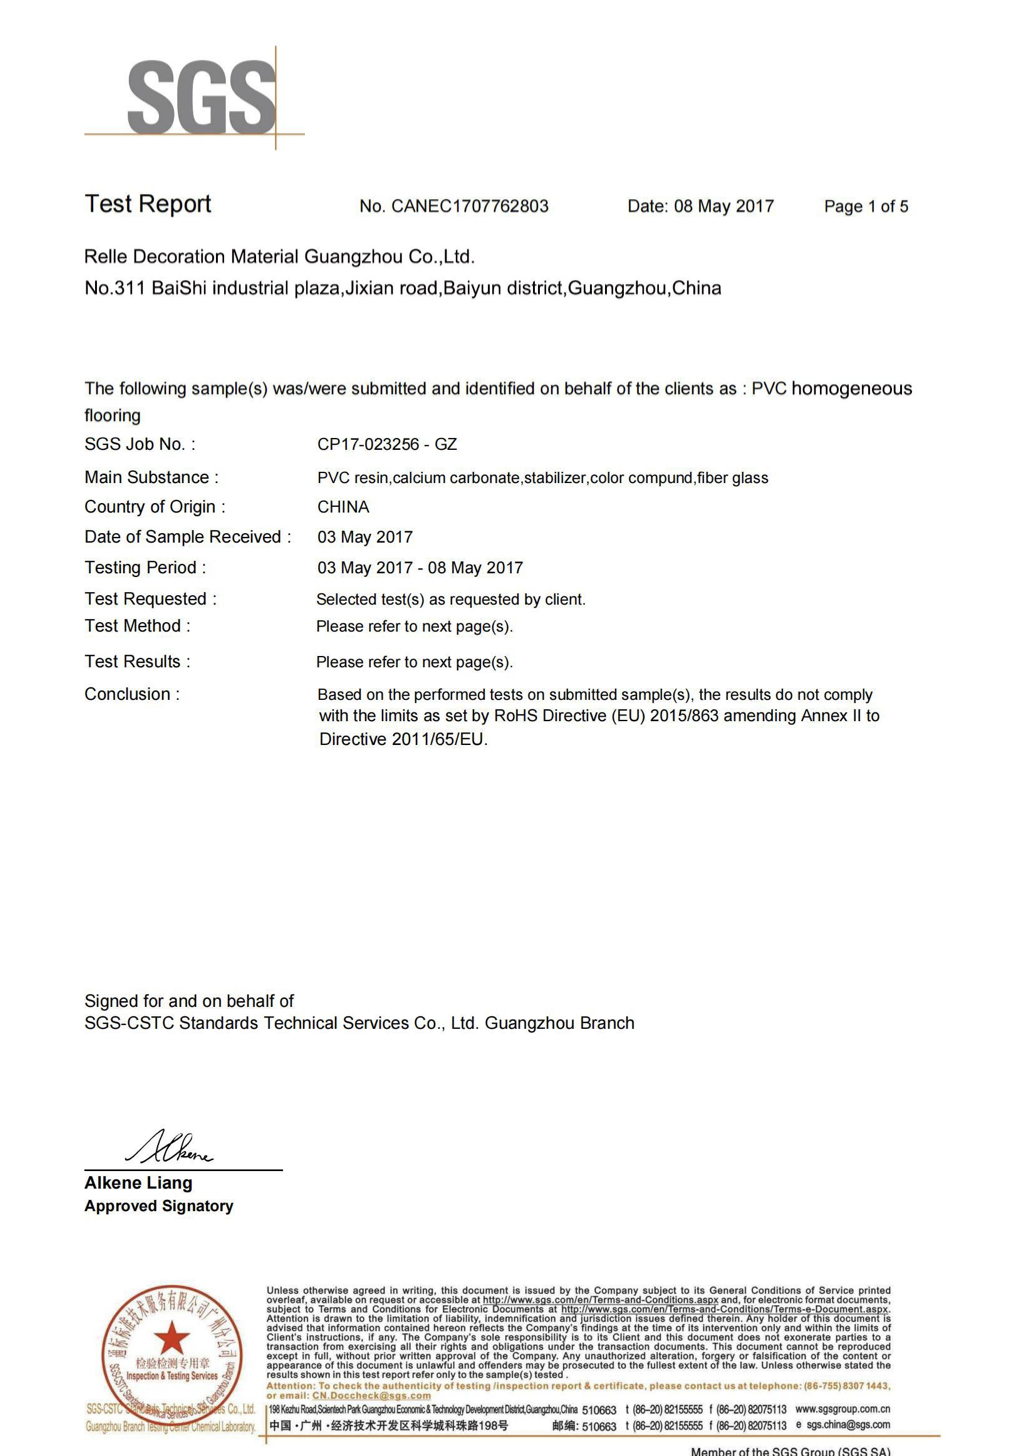 SGS
Test Report No. CANEC1707762803 Date: 08 May 2017 Page 1 of 5
Relle Decoration Material Guangzhou Co.,Ltd.
No.311 BaiShi industrial plaza,Jixian road,Baiyun district,Guangzhou,China
The following sample(s) was/were submitted and identified on behalf of the clients as : PVC homogeneous
flooring
SGS Job No. : CP17-023256 - GZ
Main Substance : PVC resin,calcium carbonate,stabilizer,color compund,fiber glass
Country of Origin : CHINA
Date of Sample Received : 03 May 2017
Testing Period : 03 May 2017 - 08 May 2017
Test Requested : Selected test(s) as requested by client.
Test Method : Please refer to next page(s).
Test Results : Please refer to next page(s).
Conclusion : Based on the performed tests on submitted sample(s), the results do not comply
with the limits as set by RoHS Directive (EU) 2015/863 amending Annex II to
Directive 2011/65/EU.
Signed for and on behalf of
SGS-CSTC Standards Technical Services Co., Ltd. Guangzhou Branch
Alkene
Alkene Liang
Approved Signatory
通标标准技术服务有限公司广州分公司
检验检测专用章
Inspection & Testing Services
SGS-CSTC Standards Technical Services Co., Ltd.
Guangzhou Branch Testing Center Chemical Laboratory.
Unless otherwise agreed in writing, this document is issued by the Company subject to its General Conditions of Service printed
overleaf, available on request or accessible at http://www.sgs.com/en/Terms-and-Conditions.aspx and, for electronic format documents,
subject to Terms and Conditions for Electronic Documents at http://www.sgs.com/en/Terms-and-Conditions/Terms-e-Document.aspx.
Attention is drawn to the limitation of liability, indemnification and jurisdiction issues defined therein. Any holder of this document is
advised that information contained hereon reflects the Company's findings at the time of its intervention only and within the limits of
Client's instructions, if any. The Company's sole responsibility is to its Client and this document does not exonerate parties to a
transaction from exercising all their rights and obligations under the transaction documents. This document cannot be reproduced
except in full, without prior written approval of the Company. Any unauthorized alteration, forgery or falsification of the content or
appearance of this document is unlawful and offenders may be prosecuted to the fullest extent of the law. Unless otherwise stated the
results shown in this test report refer only to the sample(s) tested .
Attention: To check the authenticity of testing /inspection report & certificate, please contact us at telephone: (86-755) 8307 1443,
or email: CN.Doccheck@sgs.com
198 Kezhu Road,Scientech Park Guangzhou Economic & Technology Development District,Guangzhou,China 510663 t (86–20) 82155555 f (86–20) 82075113 www.sgsgroup.com.cn
中国 ·广州 ·经济技术开发区科学城科珠路198号 邮编: 510663 t (86–20) 82155555 f (86–20) 82075113 e sgs.china@sgs.com
Member of the SGS Group (SGS SA)